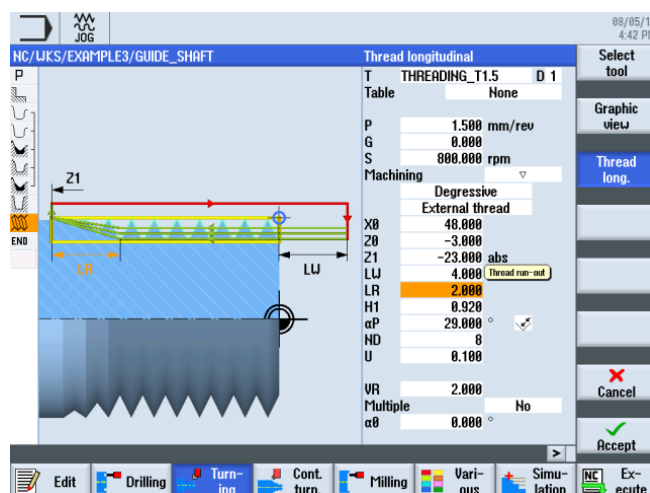 JOG
08/05/1
4:42 P
NC/WKS/EXAMPLE3/GUIDE_SHAFT
Thread longitudinal
Select
tool
P
T THREADING_T1.5 D 1
Table None
Graphic
view
P 1.500 mm/rev
G 0.000
S 800.000 rpm
Machining ▽
Thread
long.
Degressive
External thread
X0 48.000
Z0 -3.000
Z1 -23.000 abs
LW 4.000 Thread run-out
LR 2.000
H1 0.920
αP 29.000 °
ND 8
U 0.100
VR 2.000
Multiple No
α0 0.000 °
Z1
END
LR
LW
Cancel
Accept
>
Edit
Drilling
Turn-
ing
Cont.
turn.
Milling
Vari-
ous
Simu-
lation
NC
Ex-
ecute